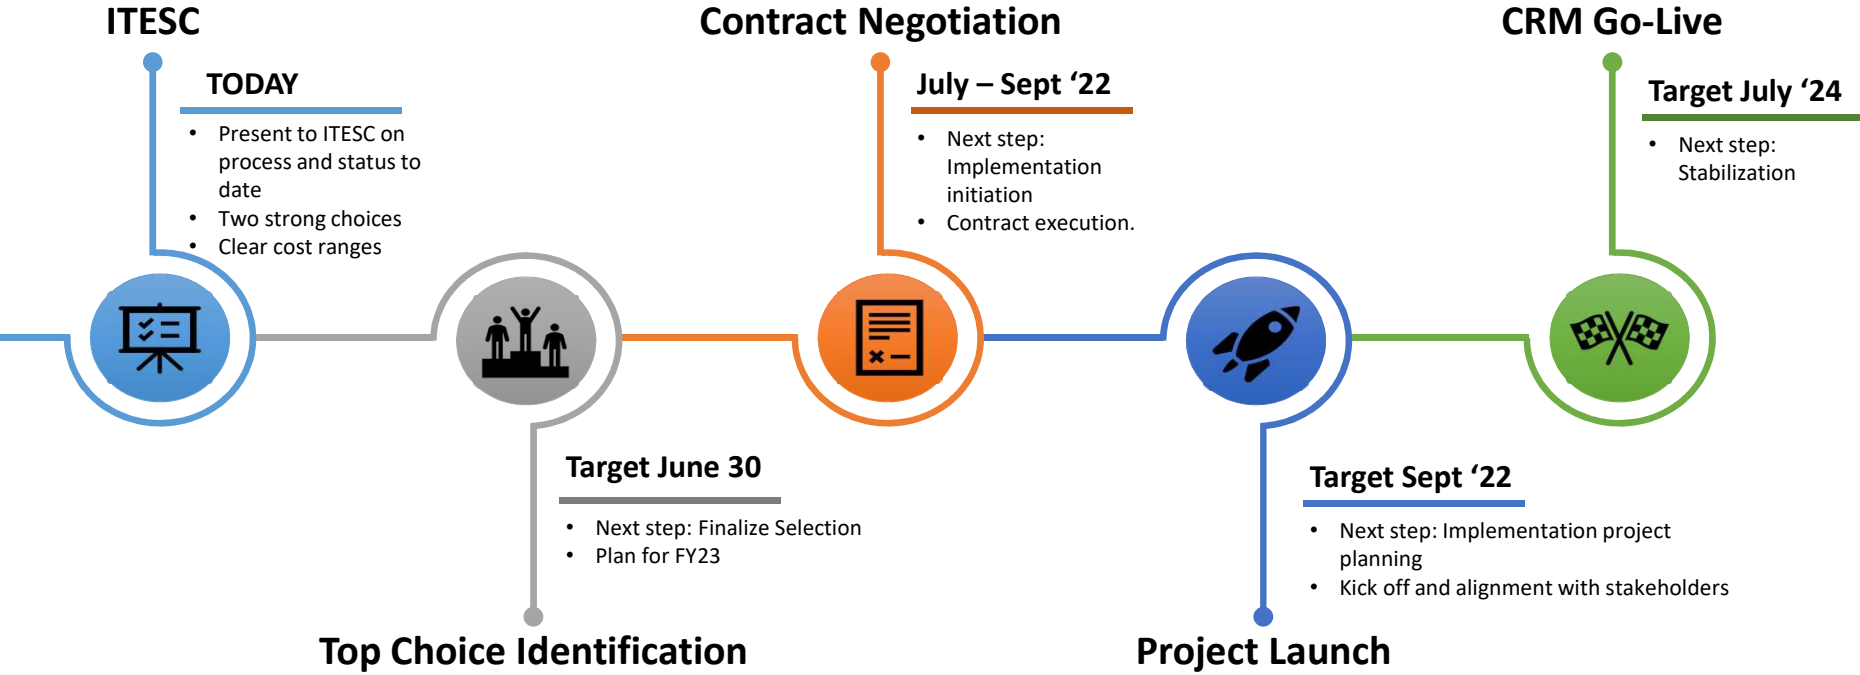 ITESC
TODAY
• Present to ITESC on
process and status to
date
• Two strong choices
• Clear cost ranges
Target June 30
• Next step: Finalize Selection
• Plan for FY23
Top Choice Identification
Contract Negotiation
July – Sept ‘22
• Next step:
Implementation
initiation
• Contract execution.
Target Sept ‘22
• Next step: Implementation project
planning
• Kick off and alignment with stakeholders
Project Launch
CRM Go-Live
Target July ‘24
• Next step:
Stabilization